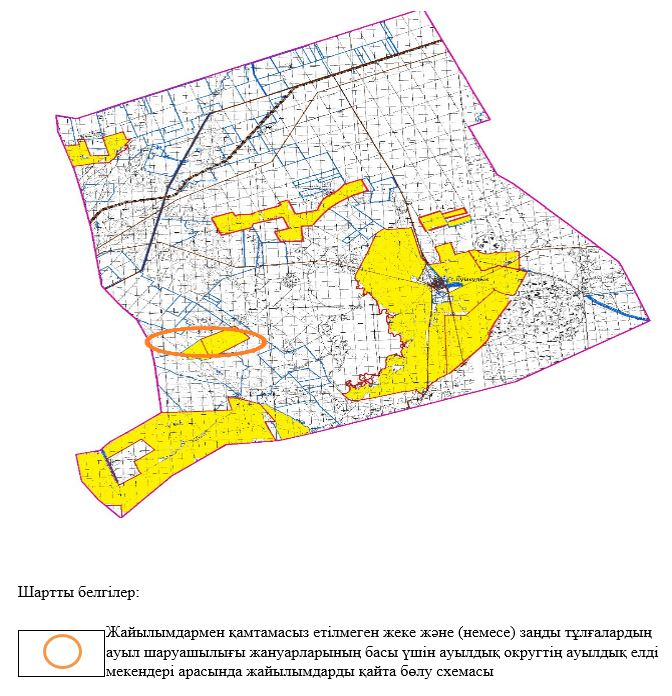 Шартты белгілер:
Жайылымдармен қамтамасыз етілмеген жеке және (немесе) заңды тұлғалардың
ауыл шаруашылығы жануарларының басы үшін ауылдық округтің ауылдық елді
мекендері арасында жайылымдарды қайта бөлу схемасы